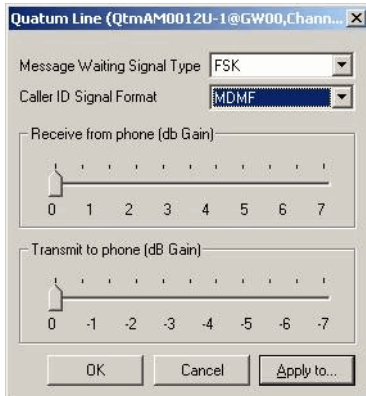 Quatum Line (QtmAM0012U-1@GW00,Chann...
Message Waiting Signal Type FSK
Caller ID Signal Format MDMF
Receive from phone (db Gain)
0 1 2 3 4 5 6 7
Transmit to phone (dB Gain)
0 -1 -2 -3 -4 -5 -6 -7
OK Cancel Apply to...